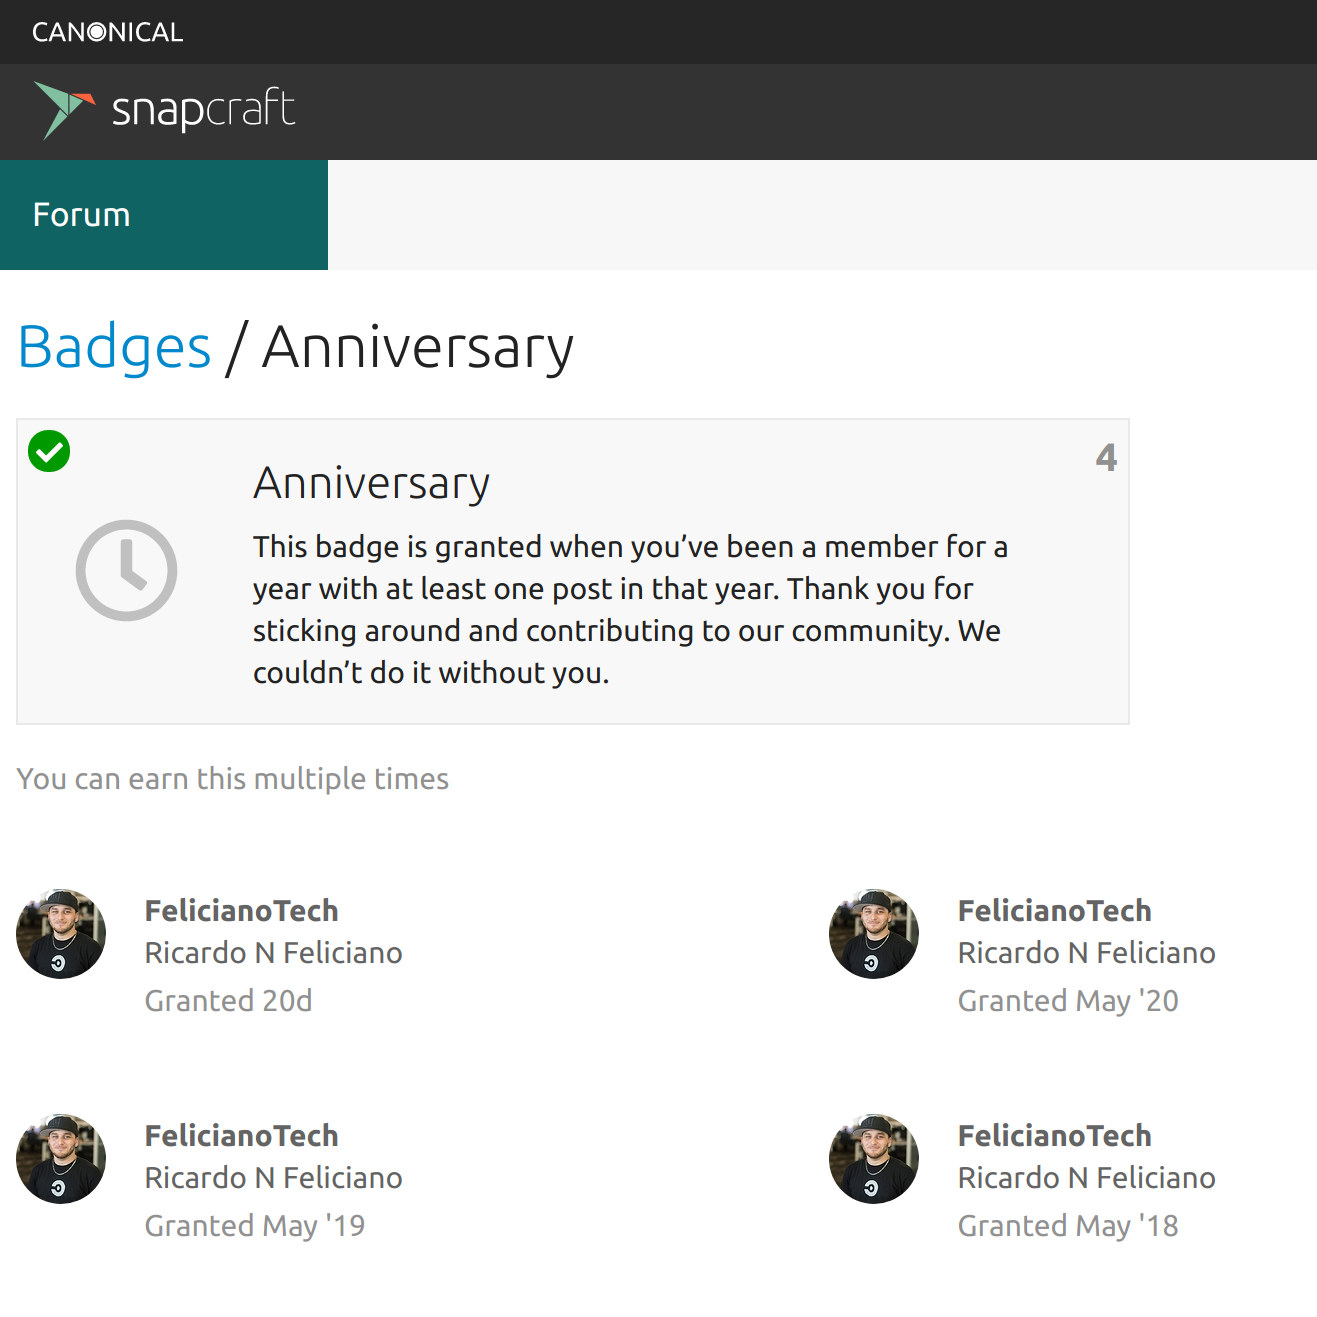 CANONICAL
snapcraft
Forum
Badges / Anniversary
4
Anniversary
This badge is granted when you’ve been a member for a
year with at least one post in that year. Thank you for
sticking around and contributing to our community. We
couldn’t do it without you.
You can earn this multiple times
FelicianoTech
Ricardo N Feliciano
Granted 20d
FelicianoTech
Ricardo N Feliciano
Granted May '20
FelicianoTech
Ricardo N Feliciano
Granted May '19
FelicianoTech
Ricardo N Feliciano
Granted May '18